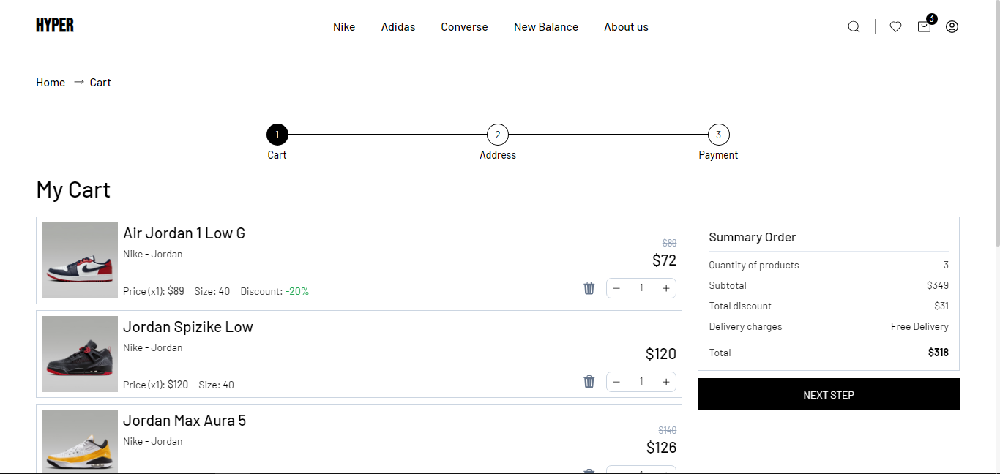 HYPER
Nike Adidas Converse New Balance About us
3
Home → Cart
1 2 3
Cart Address Payment
My Cart
Air Jordan 1 Low G
Nike - Jordan
$89
$72
Price (x1): $89 Size: 40 Discount: -20%
− 1 +
Jordan Spizike Low
Nike - Jordan
$120
Price (x1): $120 Size: 40
− 1 +
Jordan Max Aura 5
Nike - Jordan
$140
$126
Summary Order
Quantity of products 3
Subtotal $349
Total discount $31
Delivery charges Free Delivery
Total $318
NEXT STEP